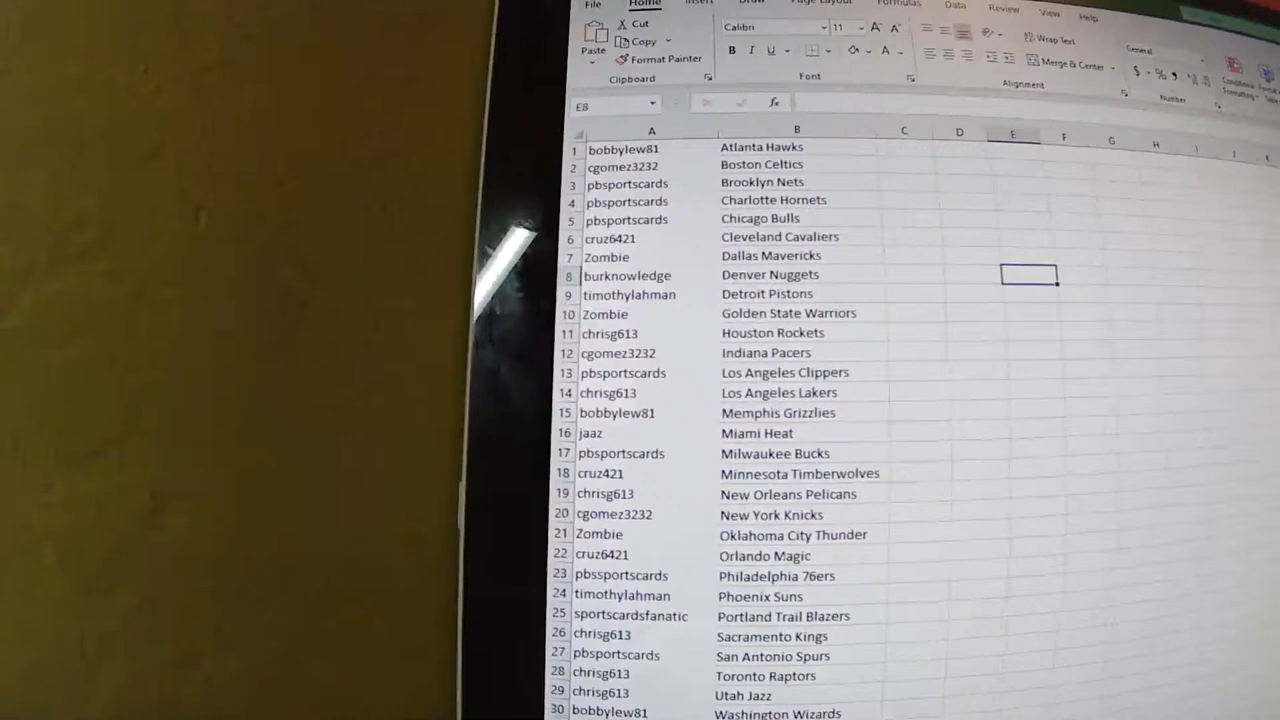 File Home Insert Draw Page Layout Formulas Data Review View Help
Cut
Copy
Format Painter
Paste
Clipboard
Calibri 11 A A
B I U A
Font
Wrap Text
Merge & Center
Alignment
General
$ % ,
Number
Conditional
Formatting
E8 fx
A B C D E F G H I J K
1 bobbylew81 Atlanta Hawks
2 cgomez3232 Boston Celtics
3 pbsportscards Brooklyn Nets
4 pbsportscards Charlotte Hornets
5 pbsportscards Chicago Bulls
6 cruz6421 Cleveland Cavaliers
7 Zombie Dallas Mavericks
8 burknowledge Denver Nuggets
9 timothylahman Detroit Pistons
10 Zombie Golden State Warriors
11 chrisg613 Houston Rockets
12 cgomez3232 Indiana Pacers
13 pbsportscards Los Angeles Clippers
14 chrisg613 Los Angeles Lakers
15 bobbylew81 Memphis Grizzlies
16 jaaz Miami Heat
17 pbsportscards Milwaukee Bucks
18 cruz421 Minnesota Timberwolves
19 chrisg613 New Orleans Pelicans
20 cgomez3232 New York Knicks
21 Zombie Oklahoma City Thunder
22 cruz6421 Orlando Magic
23 pbssportscards Philadelphia 76ers
24 timothylahman Phoenix Suns
25 sportscardsfanatic Portland Trail Blazers
26 chrisg613 Sacramento Kings
27 pbsportscards San Antonio Spurs
28 chrisg613 Toronto Raptors
29 chrisg613 Utah Jazz
30 bobbylew81 Washington Wizards